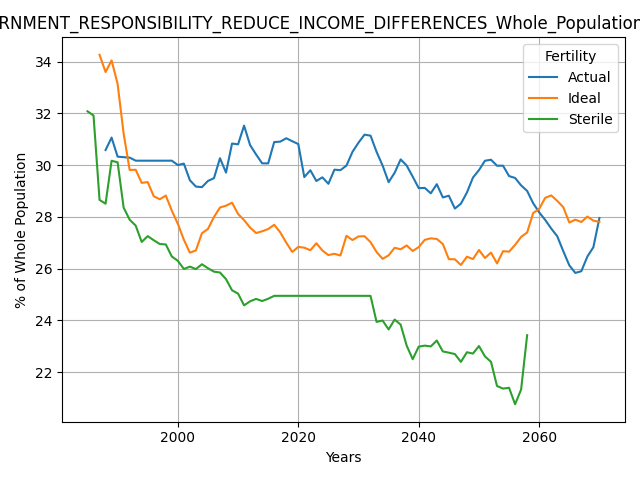 RNMENT_RESPONSIBILITY_REDUCE_INCOME_DIFFERENCES_Whole_Population
Fertility
Actual
Ideal
Sterile
% of Whole Population
34
32
30
28
26
24
22
2000
2020
2040
2060
Years